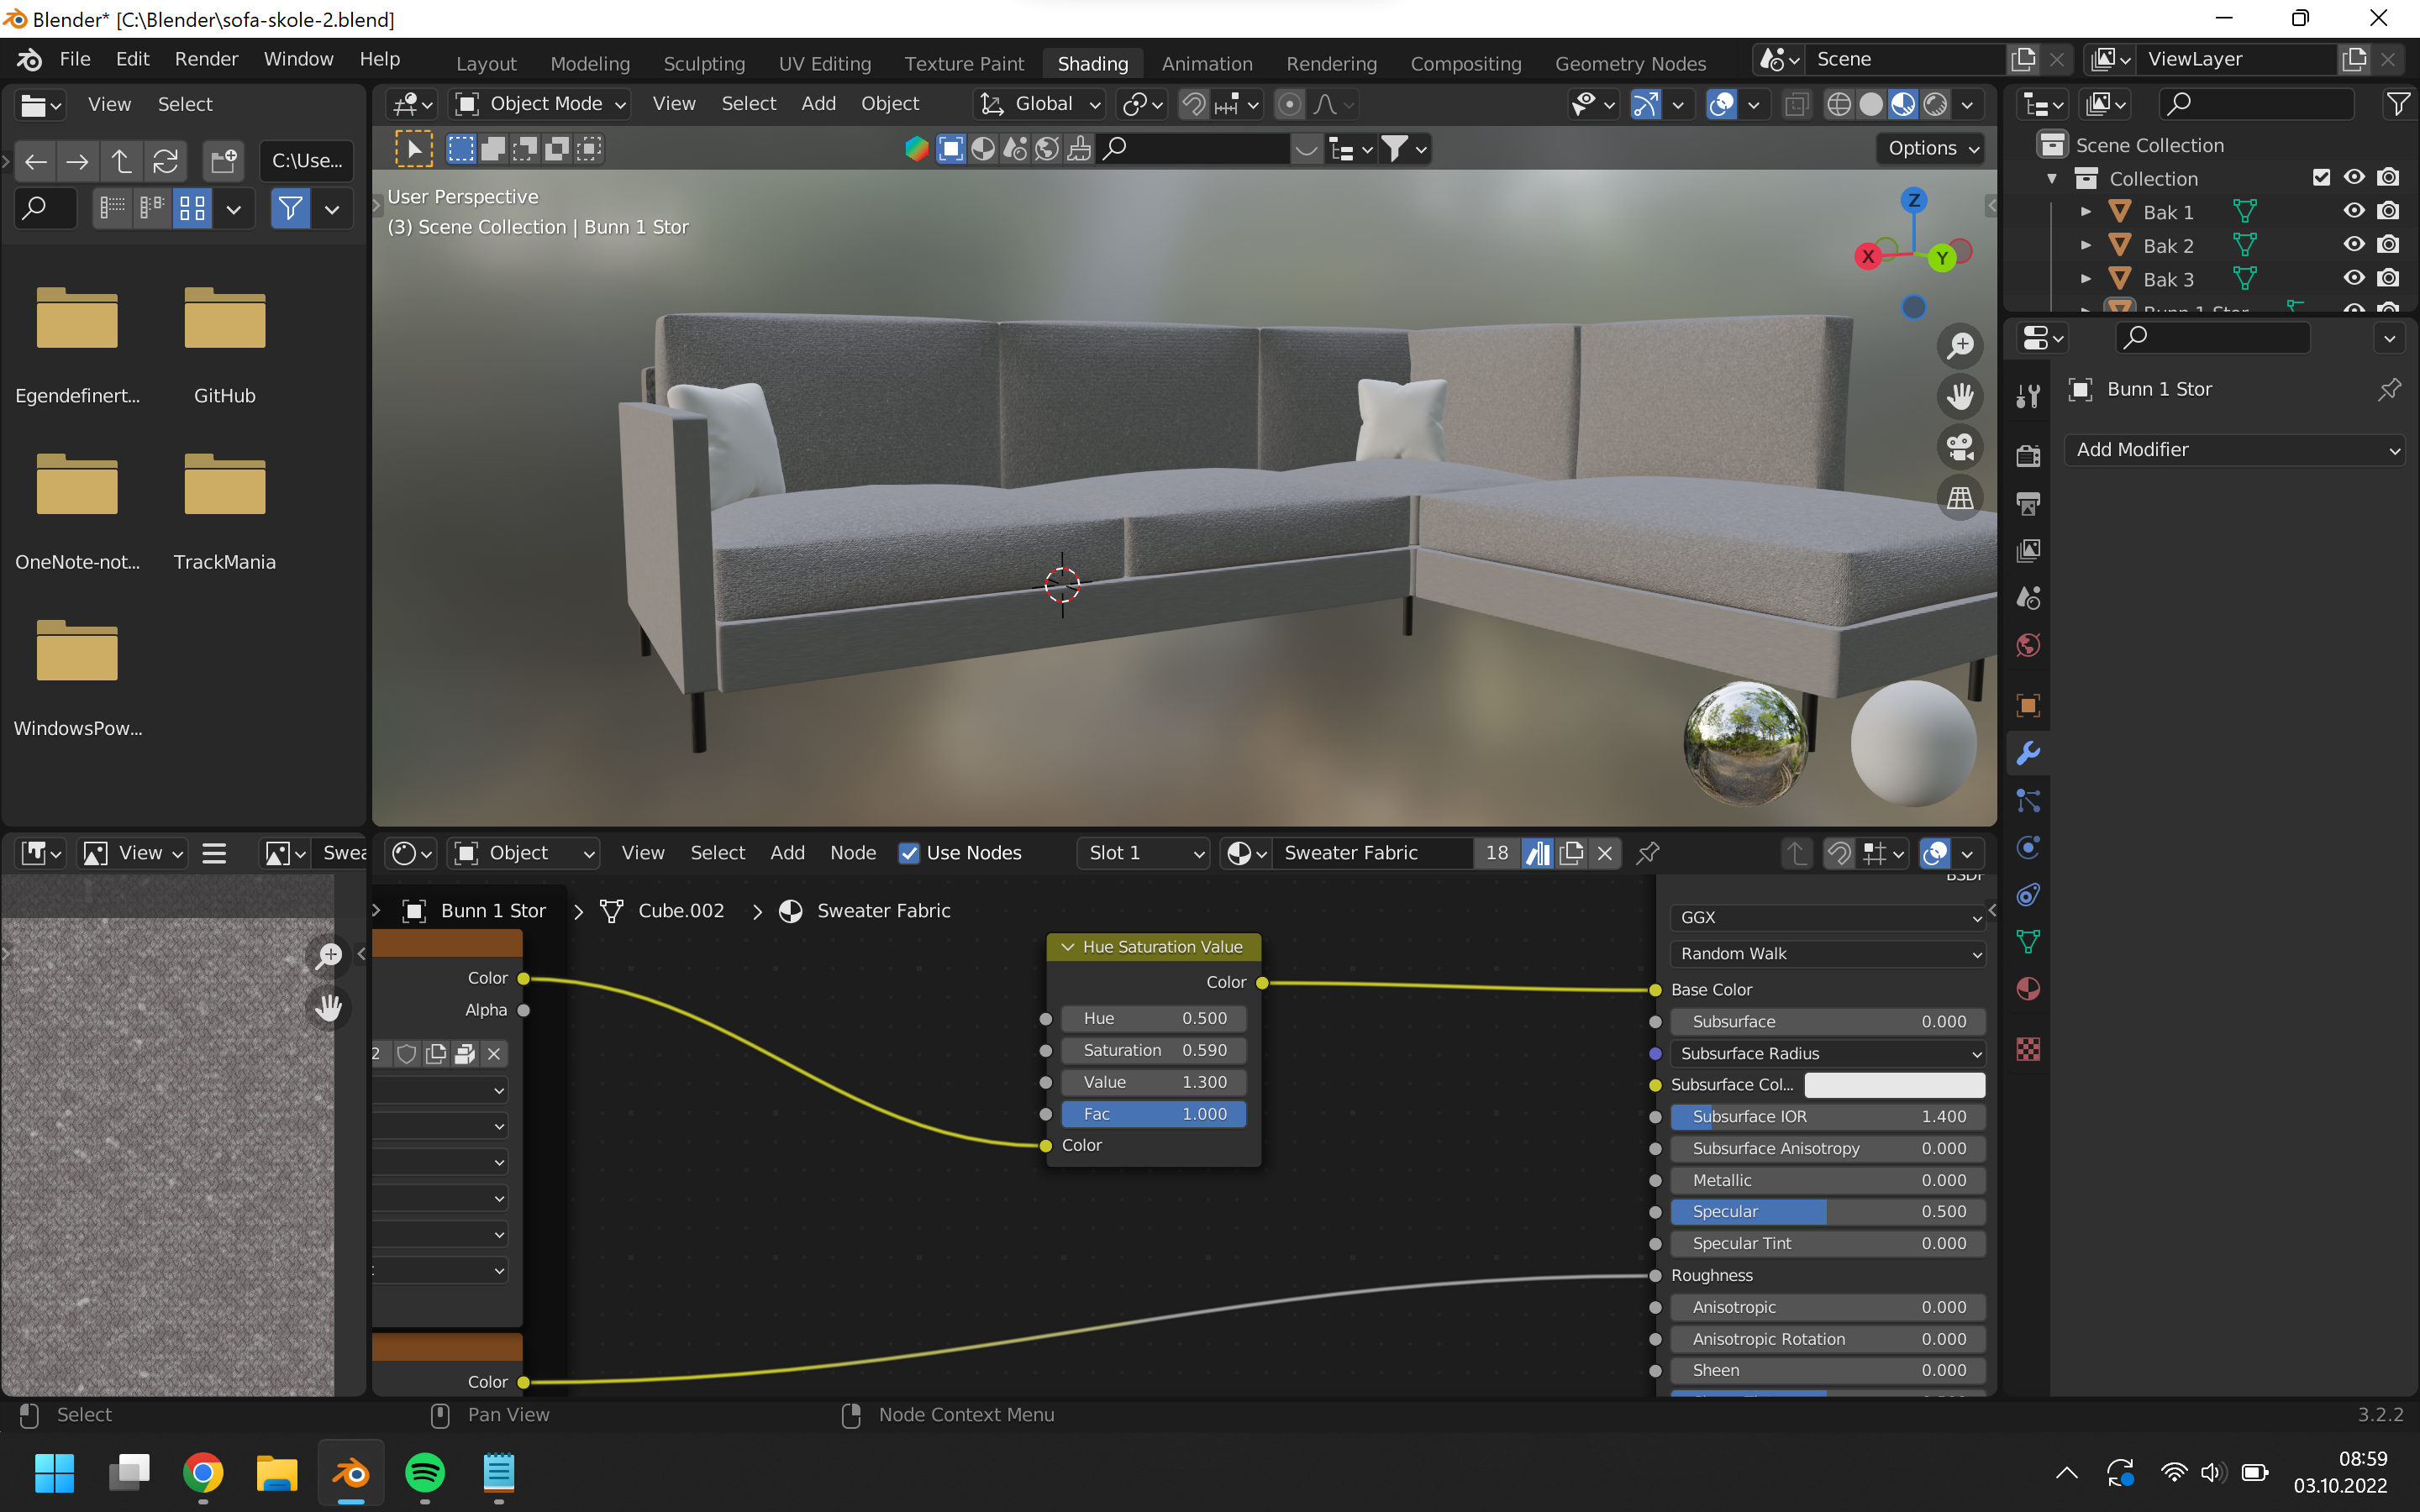 Blender* [C:\Blender\sofa-skole-2.blend]
File Edit Render Window Help Layout Modeling Sculpting UV Editing Texture Paint Shading Animation Rendering Compositing Geometry Nodes Scene ViewLayer
View Select
Object Mode View Select Add Object Global
C:\Use...
Options
User Perspective
(3) Scene Collection | Bunn 1 Stor
Z
X
Y
Scene Collection
Collection
Bak 1
Bak 2
Bak 3
Bunn 1 Stor
Bunn 1 Stor
Add Modifier
Egendefinert... GitHub
OneNote-not... TrackMania
WindowsPow...
View Swea
Object View Select Add Node Use Nodes Slot 1 Sweater Fabric 18
Bunn 1 Stor > Cube.002 > Sweater Fabric
Color
Alpha
2
Color
Hue Saturation Value
Color
Hue 0.500
Saturation 0.590
Value 1.300
Fac 1.000
Color
BSDF
GGX
Random Walk
Base Color
Subsurface 0.000
Subsurface Radius
Subsurface Col...
Subsurface IOR 1.400
Subsurface Anisotropy 0.000
Metallic 0.000
Specular 0.500
Specular Tint 0.000
Roughness
Anisotropic 0.000
Anisotropic Rotation 0.000
Sheen 0.000
Select Pan View Node Context Menu 3.2.2
08:59
03.10.2022